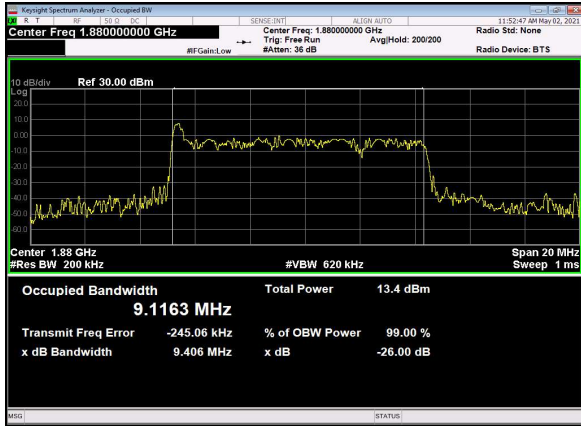 Keysight Spectrum Analyzer - Occupied BW
R T RF 50 Ω DC SENSE:INT ALIGN AUTO 11:52:47 AM May 02, 2021
Center Freq 1.880000000 GHz Center Freq: 1.880000000 GHz Radio Std: None
Trig: Free Run Avg|Hold: 200/200
#IFGain:Low #Atten: 36 dB Radio Device: BTS
10 dB/div Ref 30.00 dBm
Log
20.0
10.0
0.00
-10.0
-20.0
-30.0
-40.0
-50.0
-60.0
Center 1.88 GHz Span 20 MHz
#Res BW 200 kHz #VBW 620 kHz Sweep 1 ms
Occupied Bandwidth Total Power 13.4 dBm
9.1163 MHz
Transmit Freq Error -245.06 kHz % of OBW Power 99.00 %
x dB Bandwidth 9.406 MHz x dB -26.00 dB
MSG STATUS